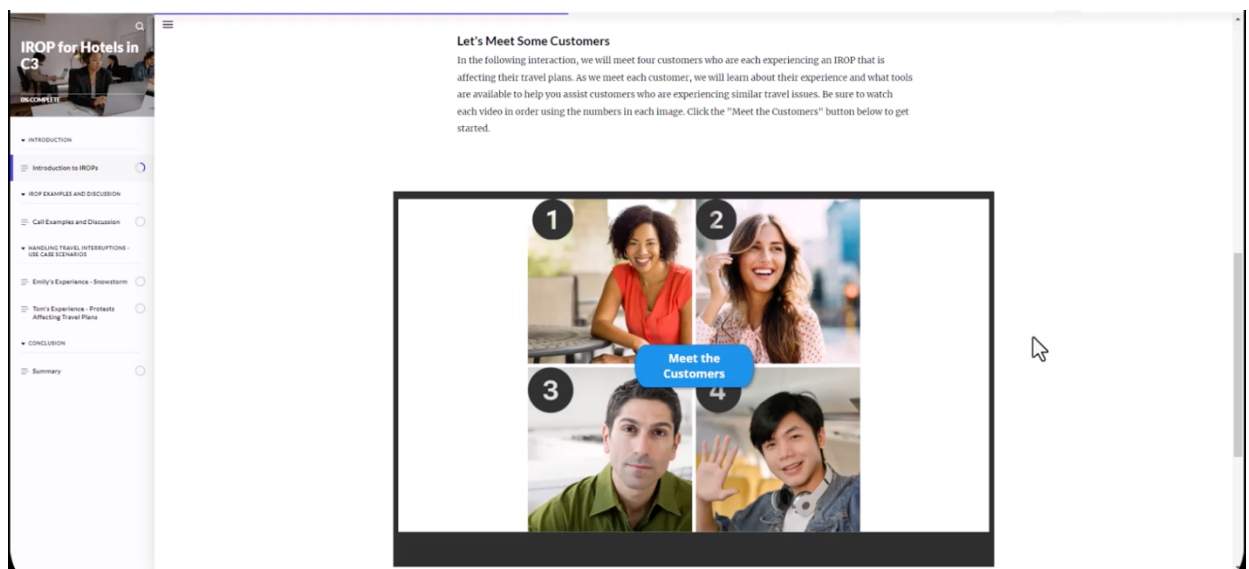 IROP for Hotels in
C3
0% COMPLETE
INTRODUCTION
Introduction to IROPs
IROP EXAMPLES AND DISCUSSION
Call Examples and Discussion
HANDLING TRAVEL INTERRUPTIONS -
USE CASE SCENARIOS
Emily's Experience - Snowstorm
Tom's Experience - Protests
Affecting Travel Plans
CONCLUSION
Summary
Let's Meet Some Customers
In the following interaction, we will meet four customers who are each experiencing an IROP that is
affecting their travel plans. As we meet each customer, we will learn about their experience and what tools
are available to help you assist customers who are experiencing similar travel issues. Be sure to watch
each video in order using the numbers in each image. Click the "Meet the Customers" button below to get
started.
1
2
Meet the
Customers
3
4